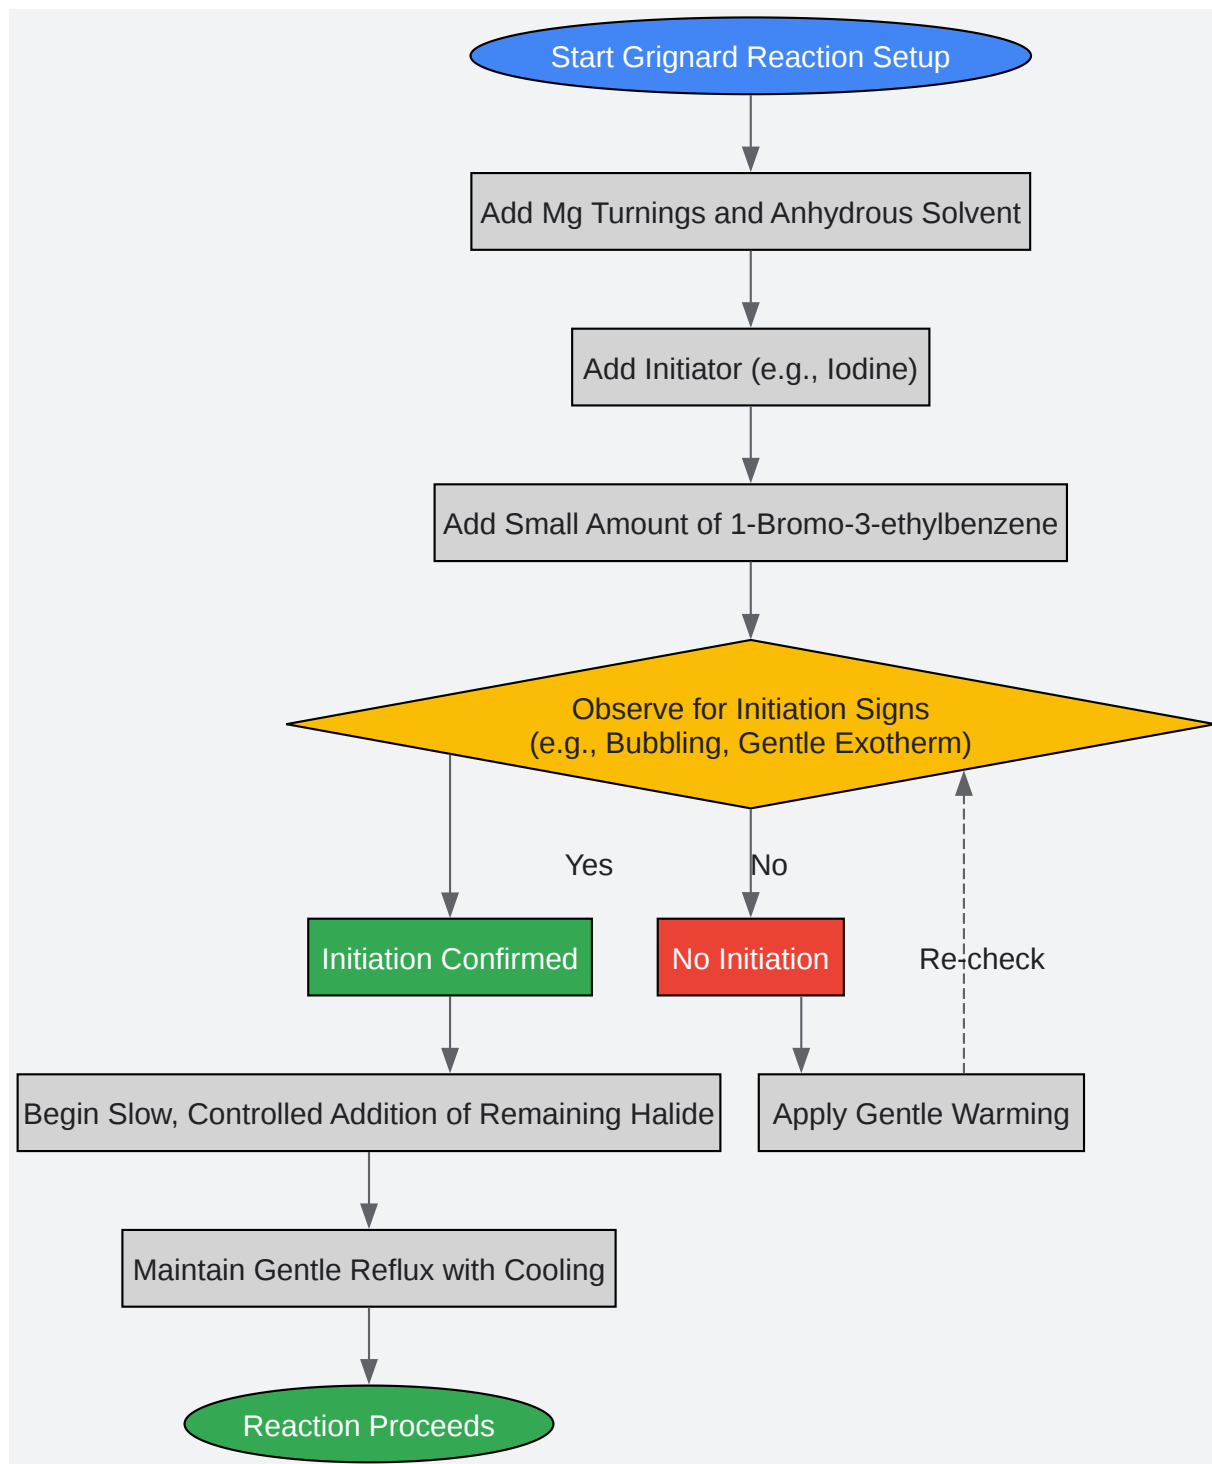 Start Grignard Reaction Setup
Add Mg Turnings and Anhydrous Solvent
Add Initiator (e.g., Iodine)
Add Small Amount of 1-Bromo-3-ethylbenzene
Observe for Initiation Signs
(e.g., Bubbling, Gentle Exotherm)
Yes
No
Initiation Confirmed
No Initiation
Re-check
Begin Slow, Controlled Addition of Remaining Halide
Apply Gentle Warming
Maintain Gentle Reflux with Cooling
Reaction Proceeds